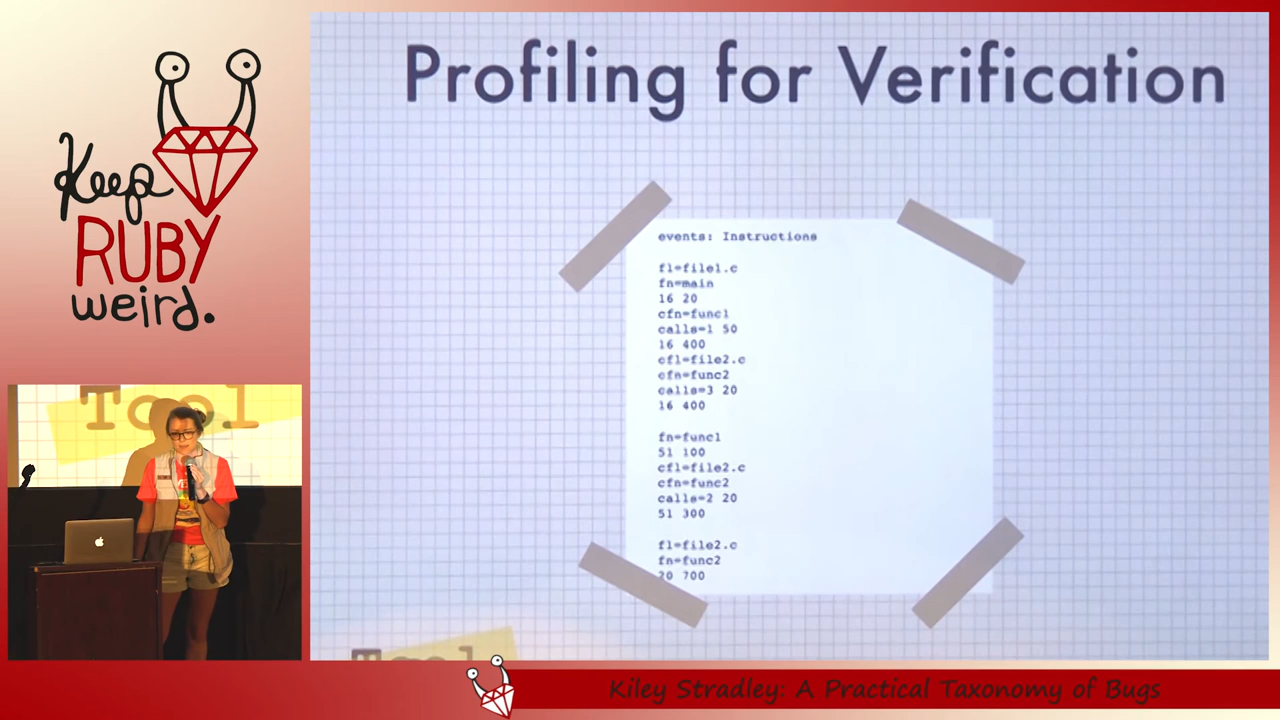 Keep
RUBY
weird.
Tool
Profiling for Verification
events: Instructions
fl=file1.c
fn=main
16 20
cfn=func1
calls=1 50
16 400
cfl=file2.c
cfn=func2
calls=3 20
16 400
fn=func1
51 100
cfl=file2.c
cfn=func2
calls=2 20
51 300
fl=file2.c
fn=func2
20 700
Tool
Kiley Stradley: A Practical Taxonomy of Bugs